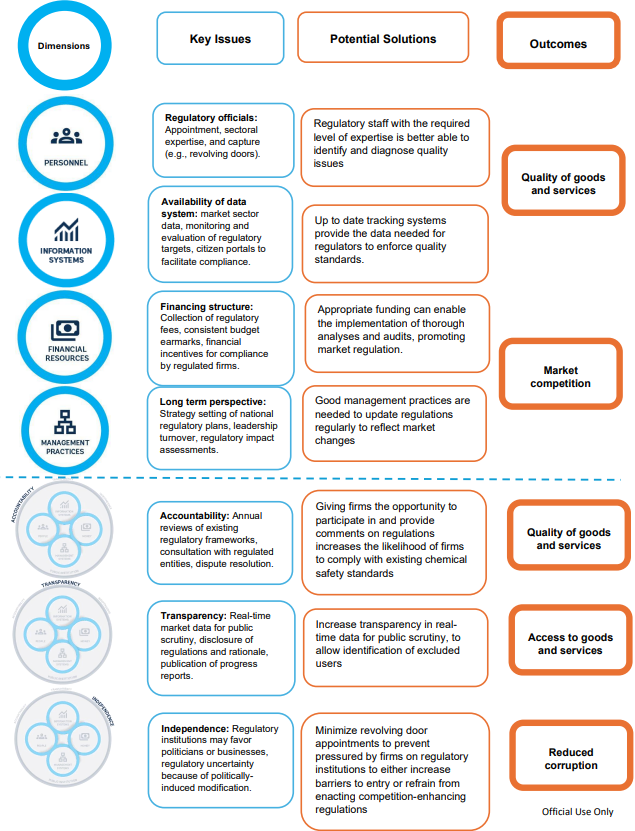 Dimensions
Key Issues
Potential Solutions
Outcomes
PERSONNEL
Regulatory officials:
Appointment, sectoral
expertise, and capture
(e.g., revolving doors).
Regulatory staff with the required
level of expertise is better able to
identify and diagnose quality
issues
Quality of goods
and services
INFORMATION
SYSTEMS
Availability of data
system: market sector
data, monitoring and
evaluation of regulatory
targets, citizen portals to
facilitate compliance.
Up to date tracking systems
provide the data needed for
regulators to enforce quality
standards.
FINANCIAL
RESOURCES
Financing structure:
Collection of regulatory
fees, consistent budget
earmarks, financial
incentives for compliance
by regulated firms.
Appropriate funding can enable
the implementation of thorough
analyses and audits, promoting
market regulation.
Market
competition
MANAGEMENT
PRACTICES
Long term perspective:
Strategy setting of national
regulatory plans, leadership
turnover, regulatory impact
assessments.
Good management practices are
needed to update regulations
regularly to reflect market
changes
ACCOUNTABILITY
Accountability: Annual
reviews of existing
regulatory frameworks,
consultation with regulated
entities, dispute resolution.
Giving firms the opportunity to
participate in and provide
comments on regulations
increases the likelihood of firms
to comply with existing chemical
safety standards
Quality of goods
and services
TRANSPARENCY
Transparency: Real-time
market data for public
scrutiny, disclosure of
regulations and rationale,
publication of progress
reports.
Increase transparency in real-
time data for public scrutiny, to
allow identification of excluded
users
Access to goods
and services
INDEPENDENCE
Independence: Regulatory
institutions may favor
politicians or businesses,
regulatory uncertainty
because of politically-
induced modification.
Minimize revolving door
appointments to prevent
pressured by firms on regulatory
institutions to either increase
barriers to entry or refrain from
enacting competition-enhancing
regulations
Reduced
corruption
Official Use Only